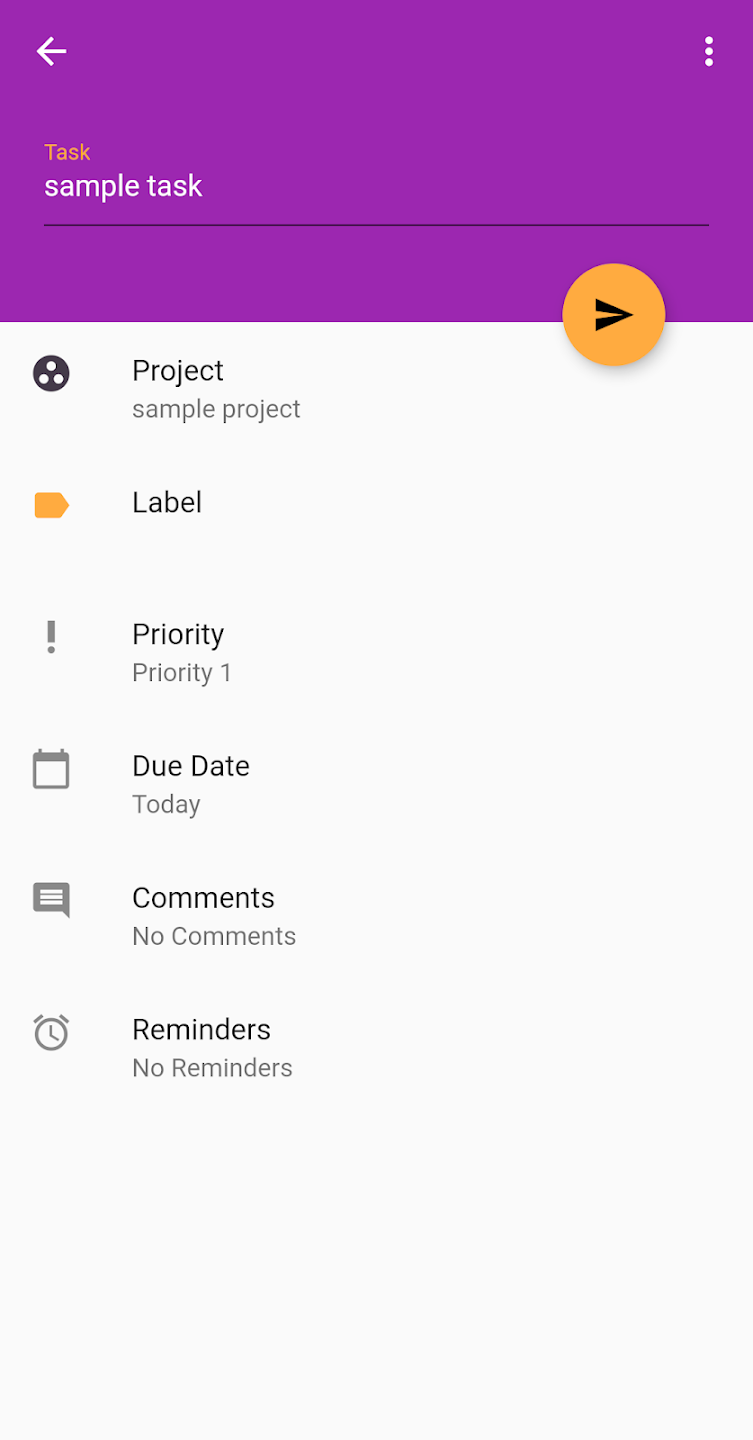 Task
sample task
Project
sample project
Label
Priority
Priority 1
Due Date
Today
Comments
No Comments
Reminders
No Reminders